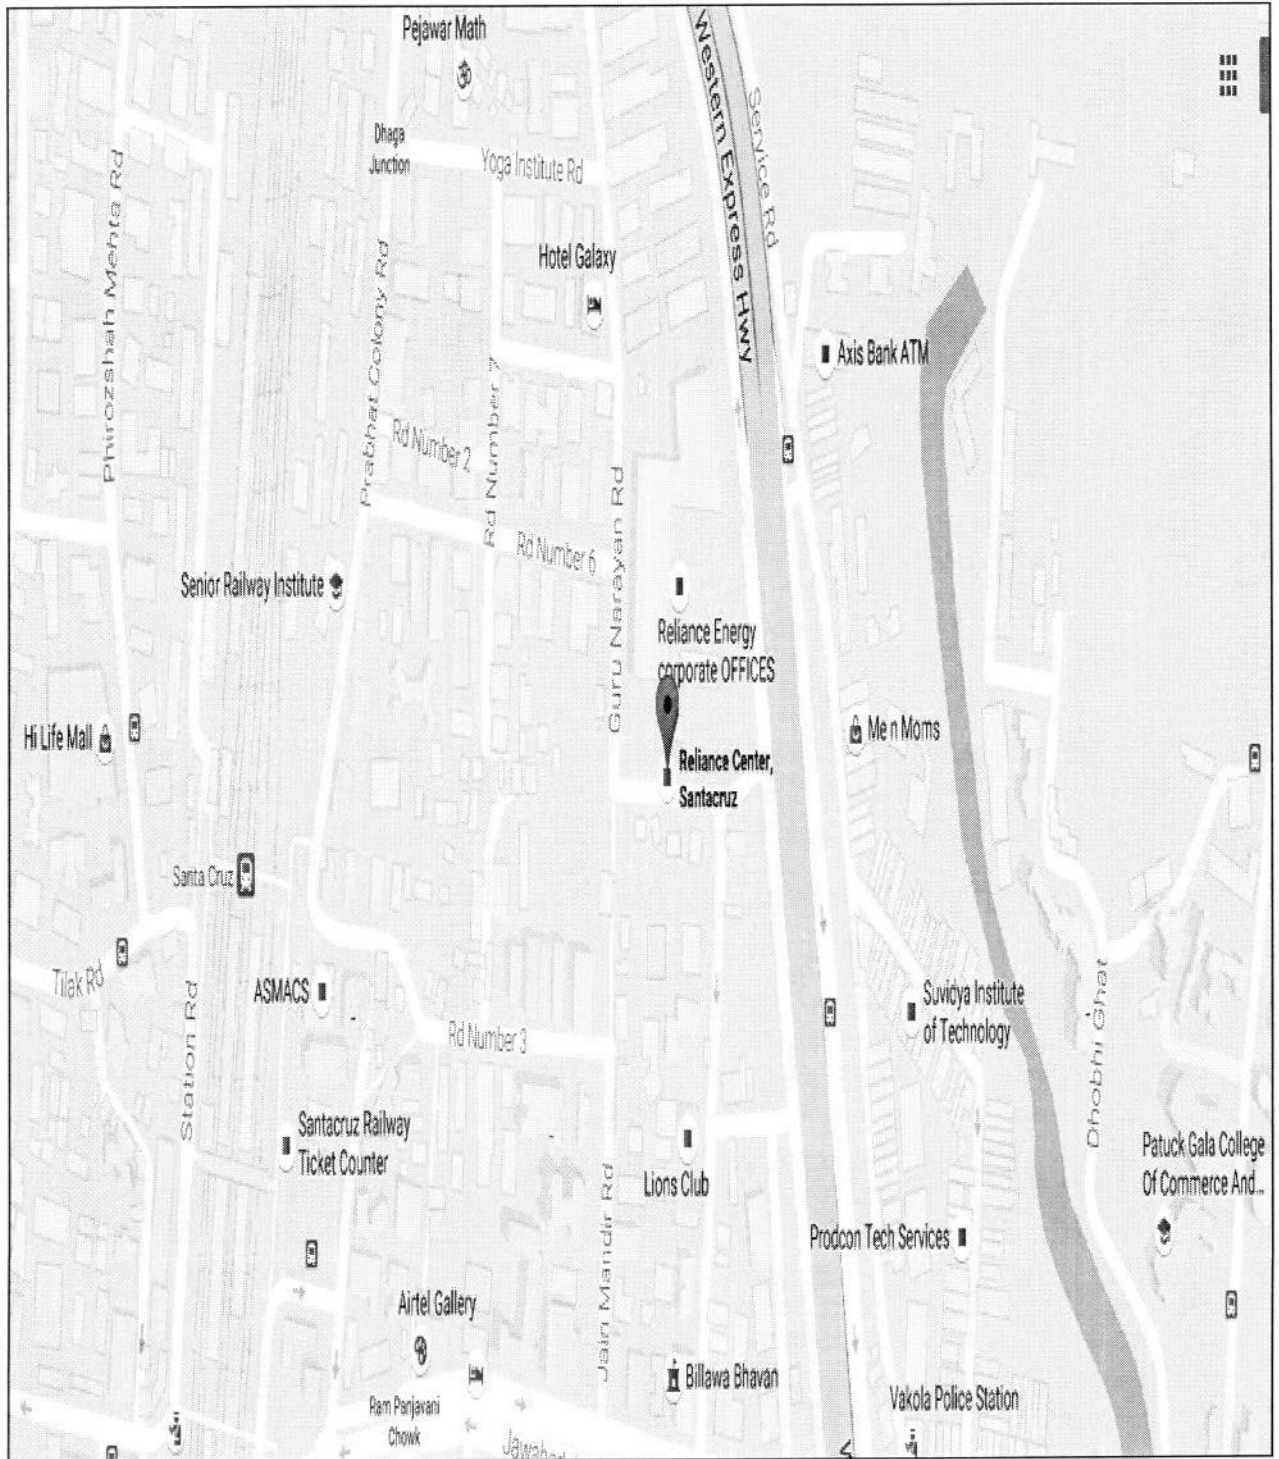 Pejawar Math
Western Express Hwy
Service Rd
Dhaga
Junction
Yoga Institute Rd
Phirozshah Mehta Rd
Hotel Galaxy
Prabhat Colony Rd
Axis Bank ATM
Rd Number 7
Rd Number 2
Guru Narayan Rd
Rd Number 6
Senior Railway Institute
Reliance Energy
corporate OFFICES
Hi Life Mall
Me n Moms
Reliance Center,
Santacruz
Santa Cruz
Tilak Rd
ASMACS
Station Rd
Suvidya Institute
of Technology
Dhobhi Ghat
Rd Number 3
Santacruz Railway
Ticket Counter
Patuck Gala College
Of Commerce And...
Lions Club
Jain Mandir Rd
Prodcon Tech Services
Airtel Gallery
Billawa Bhavan
Ram Panjavani
Chowk
Vakola Police Station